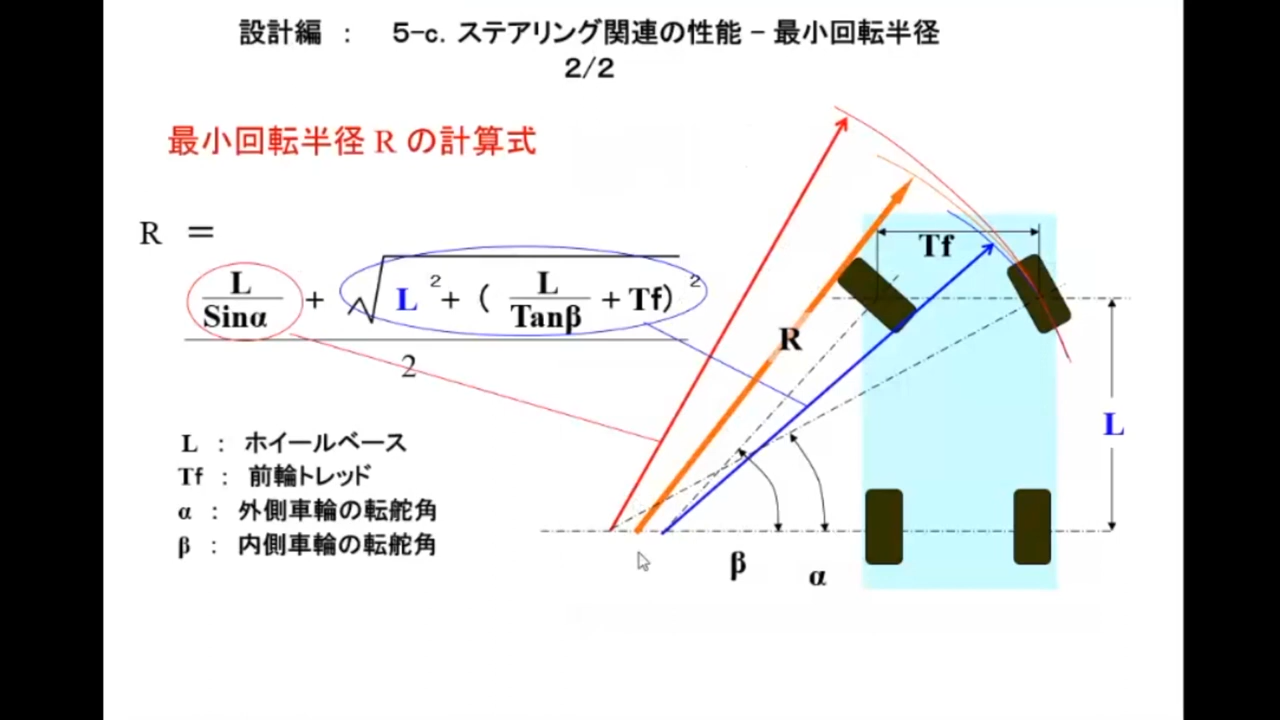 設計編 : 5-c. ステアリング関連の性能 - 最小回転半径
2/2
最小回転半径 R の計算式
R =
L
Sinα
+
√ L 2 + ( L
Tanβ
+ Tf) 2
2
L : ホイールベース
Tf : 前輪トレッド
α : 外側車輪の転舵角
β : 内側車輪の転舵角
Tf
R
L
β
α